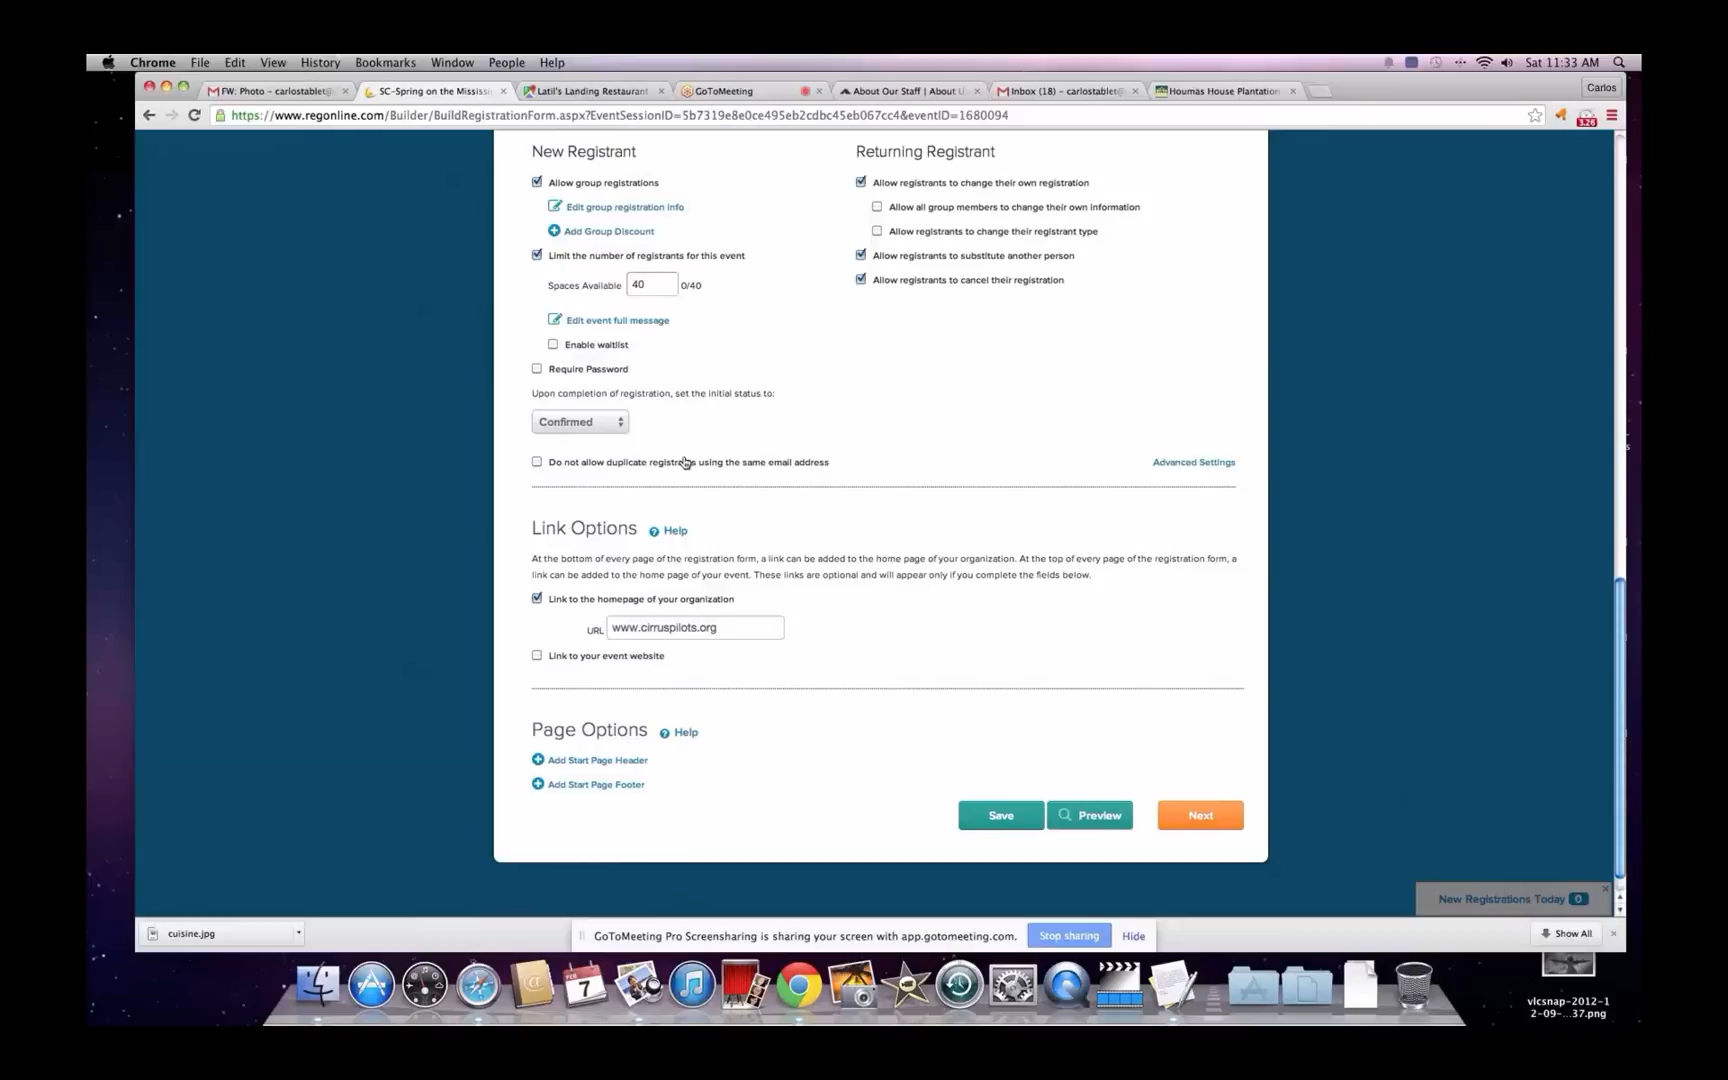 Chrome File Edit View History Bookmarks Window People Help Sat 11:33 AM
FW: Photo - carlostablet@ SC-Spring on the Mississi Latil's Landing Restaurant GoToMeeting About Our Staff | About U Inbox (18) - carlostablet@ Houmas House Plantation Carlos
https://www.regonline.com/Builder/BuildRegistrationForm.aspx?EventSessionID=5b7319e8e0ce495eb2cdbc45eb067cc4&eventID=1680094
3.26
New Registrant Returning Registrant
Allow group registrations Allow registrants to change their own registration
Edit group registration info Allow all group members to change their own information
Add Group Discount Allow registrants to change their registrant type
Limit the number of registrants for this event Allow registrants to substitute another person
Allow registrants to cancel their registration
Spaces Available 40 0/40
Edit event full message
Enable waitlist
Require Password
Upon completion of registration, set the initial status to:
Confirmed
Do not allow duplicate registrants using the same email address Advanced Settings
Link Options Help
At the bottom of every page of the registration form, a link can be added to the home page of your organization. At the top of every page of the registration form, a
link can be added to the home page of your event. These links are optional and will appear only if you complete the fields below.
Link to the homepage of your organization
URL www.cirruspilots.org
Link to your event website
Page Options Help
Add Start Page Header
Add Start Page Footer
Save Preview Next
New Registrations Today 0
cuisine.jpg GoToMeeting Pro Screensharing is sharing your screen with app.gotomeeting.com. Stop sharing Hide Show All
FEB
7
vlcsnap-2012-1
2-09-...37.png